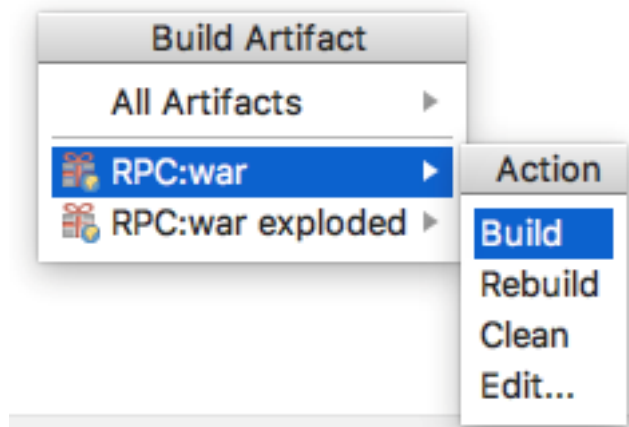 Build Artifact
All Artifacts
RPC:war
RPC:war exploded
Action
Build
Rebuild
Clean
Edit...